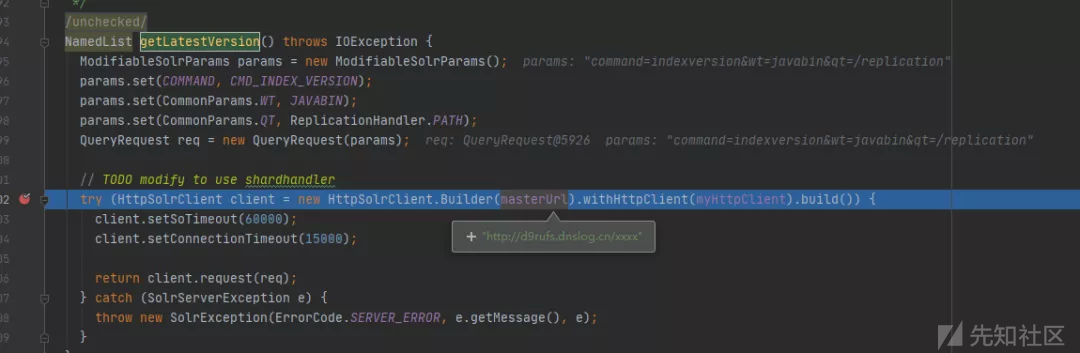 92 */
93 /unchecked/
94 NamedList getLatestVersion() throws IOException {
95 ModifiableSolrParams params = new ModifiableSolrParams(); params: "command=indexversion&wt=javabin&qt=/replication"
96 params.set(COMMAND, CMD_INDEX_VERSION);
97 params.set(CommonParams.WT, JAVABIN);
98 params.set(CommonParams.QT, ReplicationHandler.PATH);
99 QueryRequest req = new QueryRequest(params); req: QueryRequest@5926 params: "command=indexversion&wt=javabin&qt=/replication"
00
01 // TODO modify to use shardhandler
02 try (HttpSolrClient client = new HttpSolrClient.Builder(masterUrl).withHttpClient(myHttpClient).build()) {
03 client.setSoTimeout(60000);
+ "http://d9rufs.dnslog.cn/xxxx"
04 client.setConnectionTimeout(15000);
05
06 return client.request(req);
07 } catch (SolrServerException e) {
08 throw new SolrException(ErrorCode.SERVER_ERROR, e.getMessage(), e);
09 }
先知社区